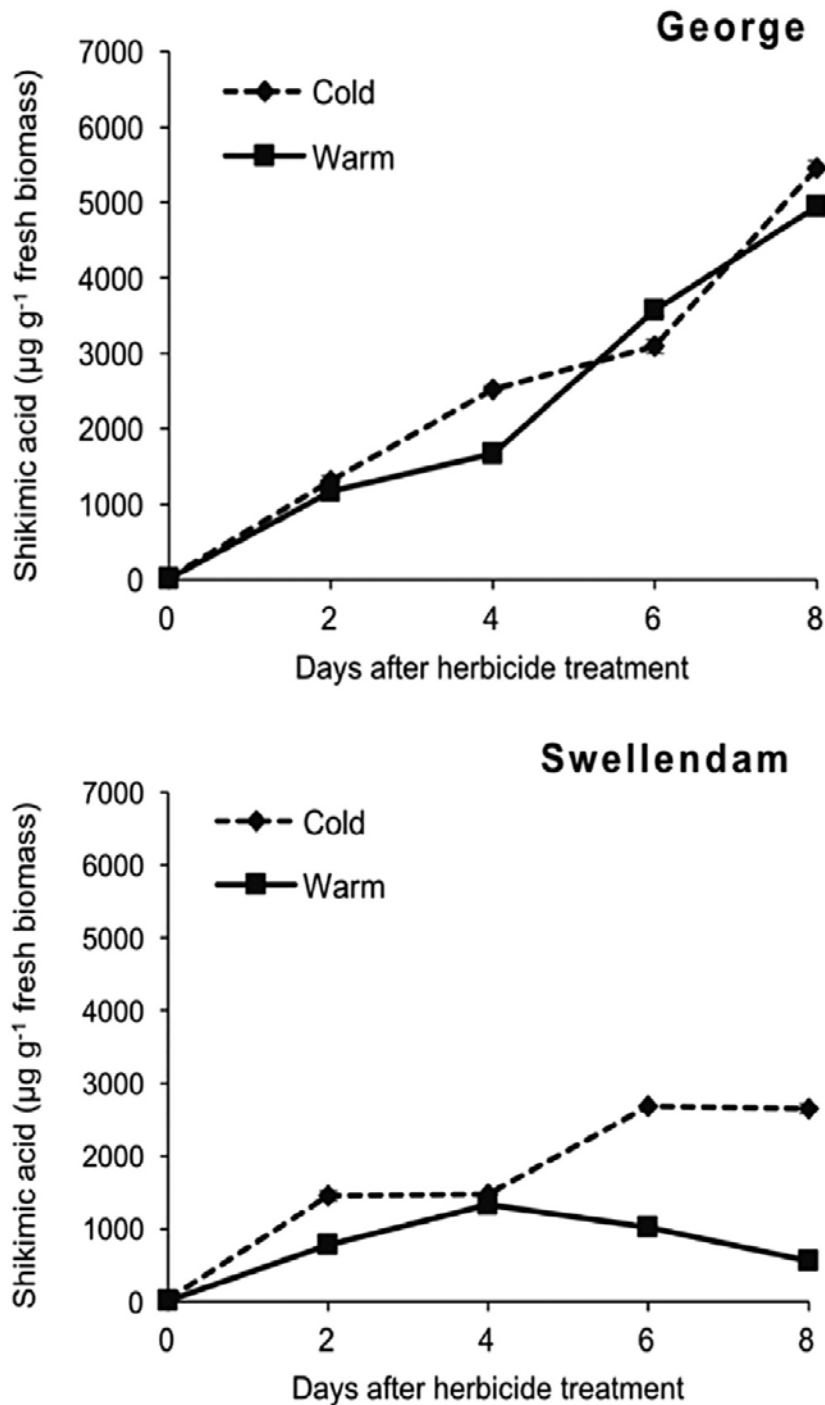 George
7000
6000
5000
4000
3000
2000
1000
0
Cold
Warm
Shikimic acid (µg g⁻¹ fresh biomass)
0 2 4 6 8
Days after herbicide treatment
Swellendam
7000
6000
5000
4000
3000
2000
1000
0
Cold
Warm
Shikimic acid (µg g⁻¹ fresh biomass)
0 2 4 6 8
Days after herbicide treatment